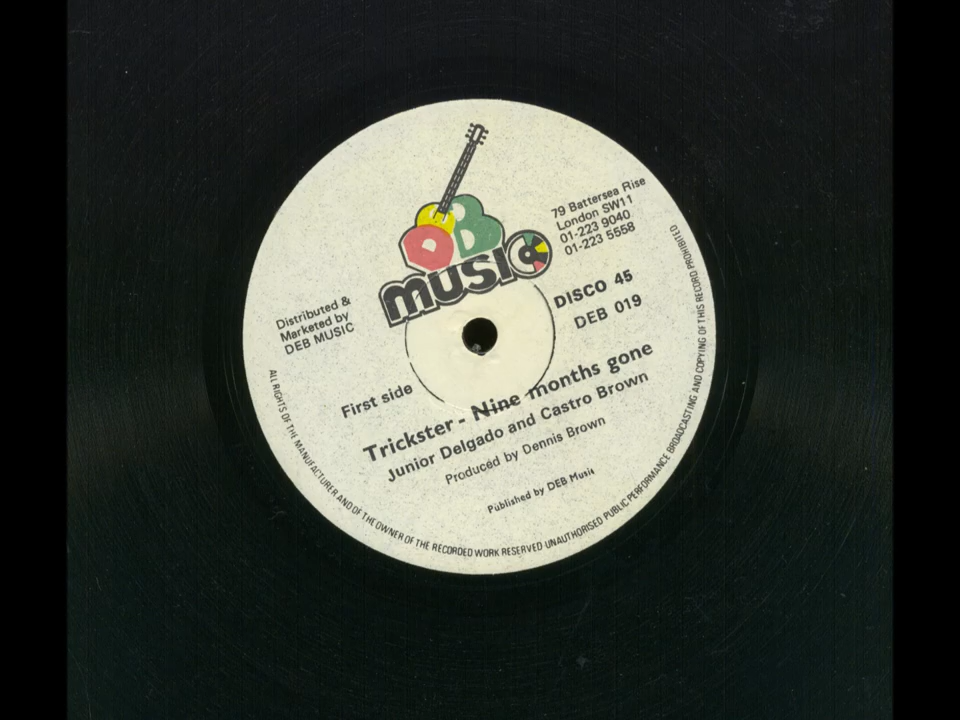 DEB
MUSIC
79 Battersea Rise
London SW11
01-223 9040
01-223 5558
Distributed &
Marketed by
DEB MUSIC
DISCO 45
DEB 019
First side
Trickster - Nine months gone
Junior Delgado and Castro Brown
Produced by Dennis Brown
Published by DEB Music
ALL RIGHTS OF THE MANUFACTURER AND OF THE OWNER OF THE RECORDED WORK RESERVED UNAUTHORISED PUBLIC PERFORMANCE BROADCASTING AND COPYING OF THIS RECORD PROHIBITED